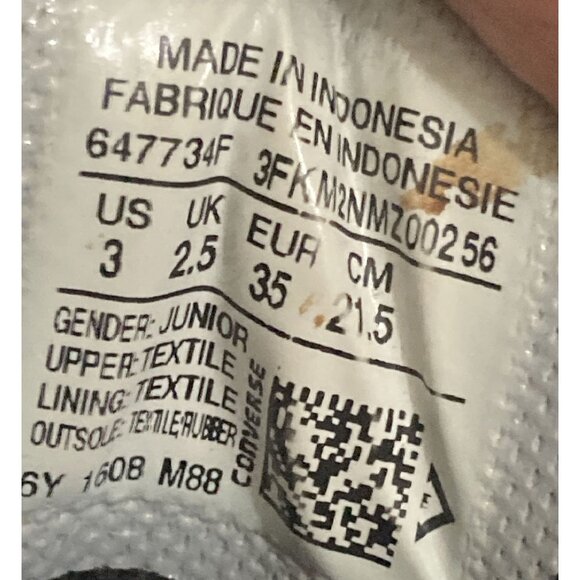 MADE IN INDONESIA
FABRIQUE EN INDONESIE
647734F 3FKM2NMZ00256
US UK EUR CM
3 2.5 35 21.5
GENDER: JUNIOR
UPPER: TEXTILE
LINING: TEXTILE
OUTSOLE: TEXTILE/RUBBER
6Y 1608 M88
CONVERSE
E